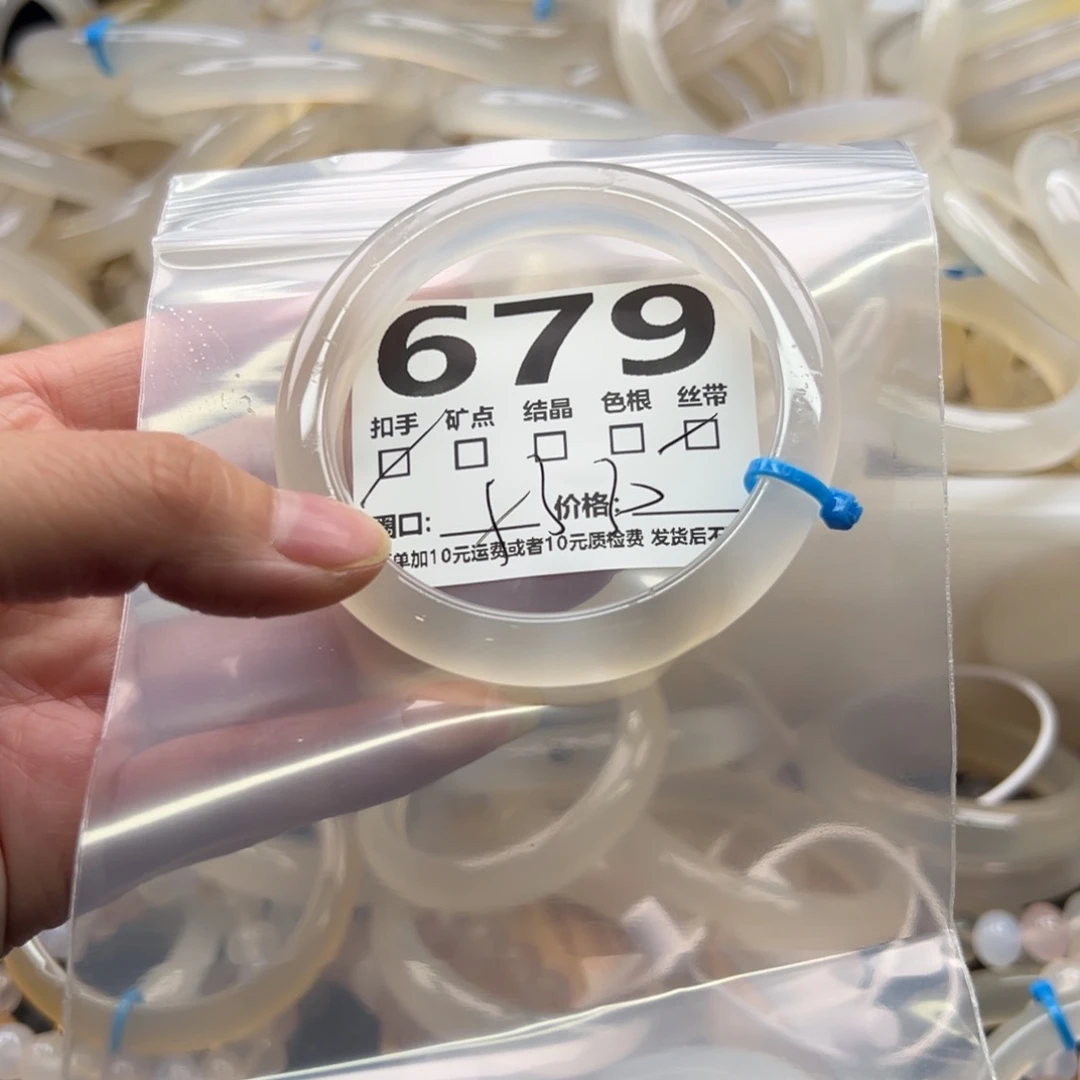 679
扣手 矿点 结晶 色根 丝带
圈口: 价格:
单加10元运费或者10元质检费 发货后不